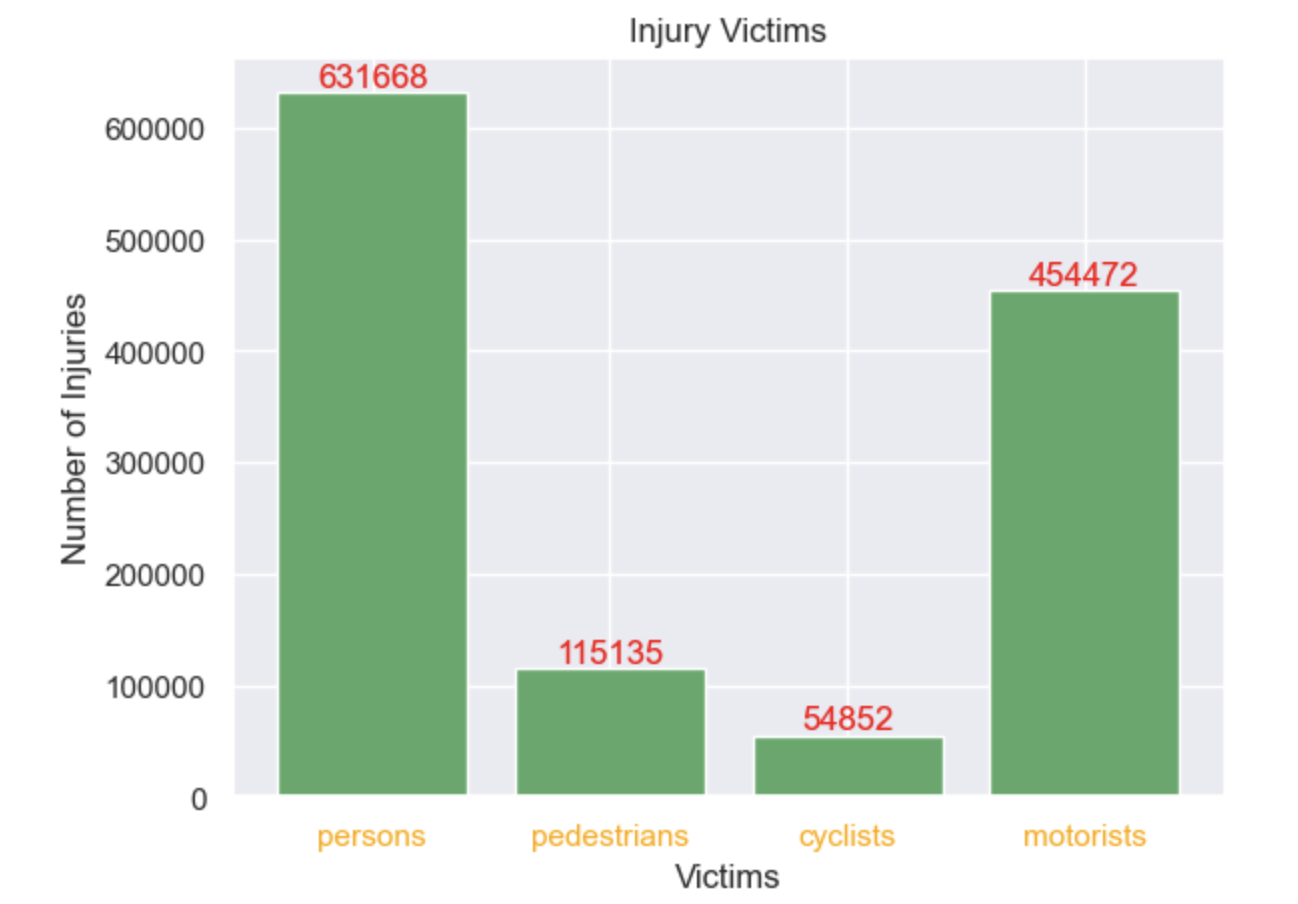 Injury Victims
631668
600000
500000
454472
400000
Number of Injuries
300000
200000
115135
100000
54852
0
persons pedestrians cyclists motorists
Victims